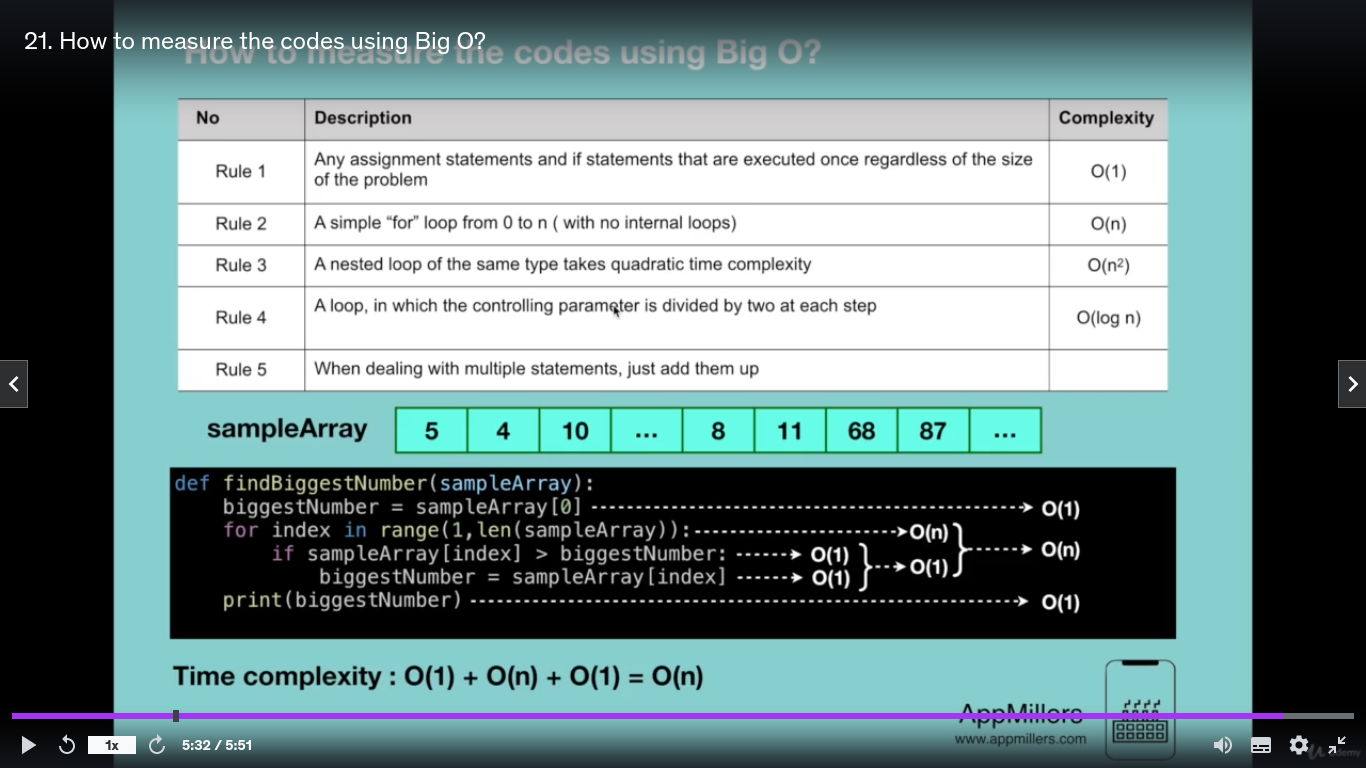 21. How to measure the codes using Big O?
How to measure the codes using Big O?
No Description Complexity
Rule 1 Any assignment statements and if statements that are executed once regardless of the size of the problem O(1)
Rule 2 A simple “for” loop from 0 to n ( with no internal loops) O(n)
Rule 3 A nested loop of the same type takes quadratic time complexity O(n²)
Rule 4 A loop, in which the controlling parameter is divided by two at each step O(log n)
Rule 5 When dealing with multiple statements, just add them up
sampleArray 5 4 10 ... 8 11 68 87 ...
def findBiggestNumber(sampleArray):
biggestNumber = sampleArray[0] O(1)
for index in range(1,len(sampleArray)): O(n)
if sampleArray[index] > biggestNumber: O(1) O(n)
biggestNumber = sampleArray[index] O(1) O(1)
print(biggestNumber) O(1)
Time complexity : O(1) + O(n) + O(1) = O(n)
AppMillers
www.appmillers.com
1x 5:32 / 5:51